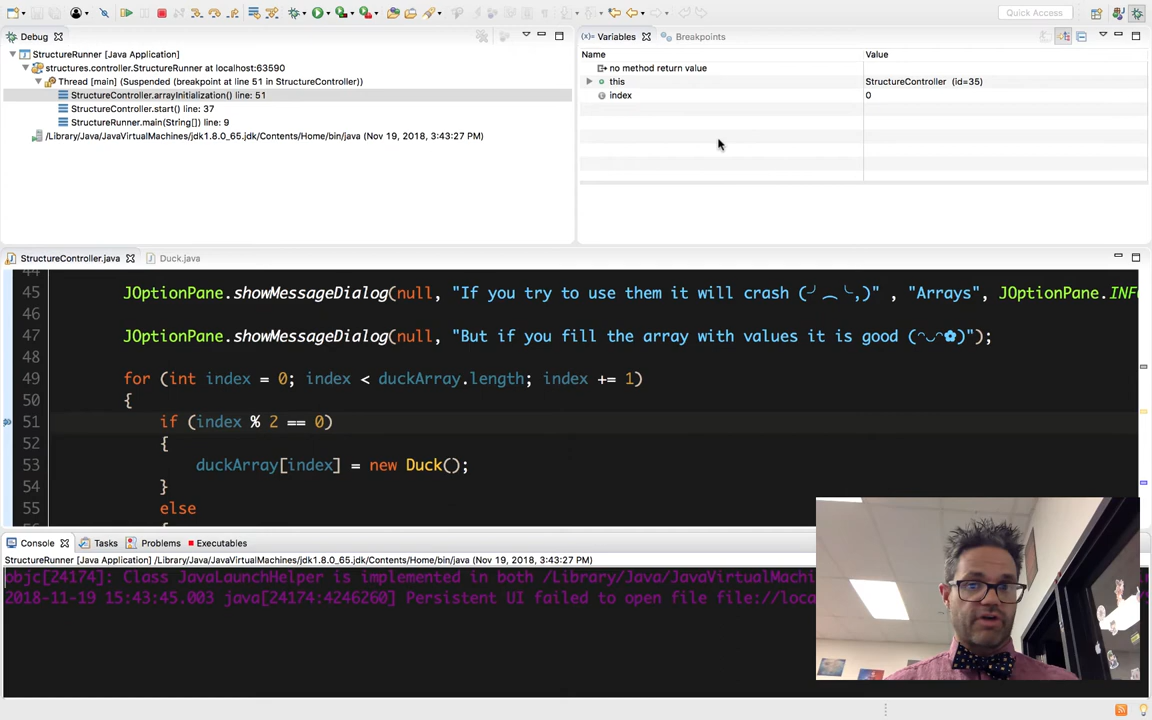 Quick Access
Debug
StructureRunner [Java Application]
structures.controller.StructureRunner at localhost:63590
Thread [main] (Suspended (breakpoint at line 51 in StructureController))
StructureController.arrayInitialization() line: 51
StructureController.start() line: 37
StructureRunner.main(String[]) line: 9
/Library/Java/JavaVirtualMachines/jdk1.8.0_65.jdk/Contents/Home/bin/java (Nov 19, 2018, 3:43:27 PM)
(x)= Variables
Breakpoints
Name Value
no method return value
this StructureController (id=35)
index 0
StructureController.java
Duck.java
44
45 JOptionPane.showMessageDialog(null, "If you try to use them it will crash (╯︵╰,)" , "Arrays", JOptionPane.INFO
46
47 JOptionPane.showMessageDialog(null, "But if you fill the array with values it is good (◠‿◠✿)");
48
49 for (int index = 0; index < duckArray.length; index += 1)
50 {
51 if (index % 2 == 0)
52 {
53 duckArray[index] = new Duck();
54 }
55 else
{
Console
Tasks
Problems
Executables
StructureRunner [Java Application] /Library/Java/JavaVirtualMachines/jdk1.8.0_65.jdk/Contents/Home/bin/java (Nov 19, 2018, 3:43:27 PM)
objc[24174]: Class JavaLaunchHelper is implemented in both /Library/Java/JavaVirtualMachi
2018-11-19 15:43:45.003 java[24174:4246260] Persistent UI failed to open file file://loca